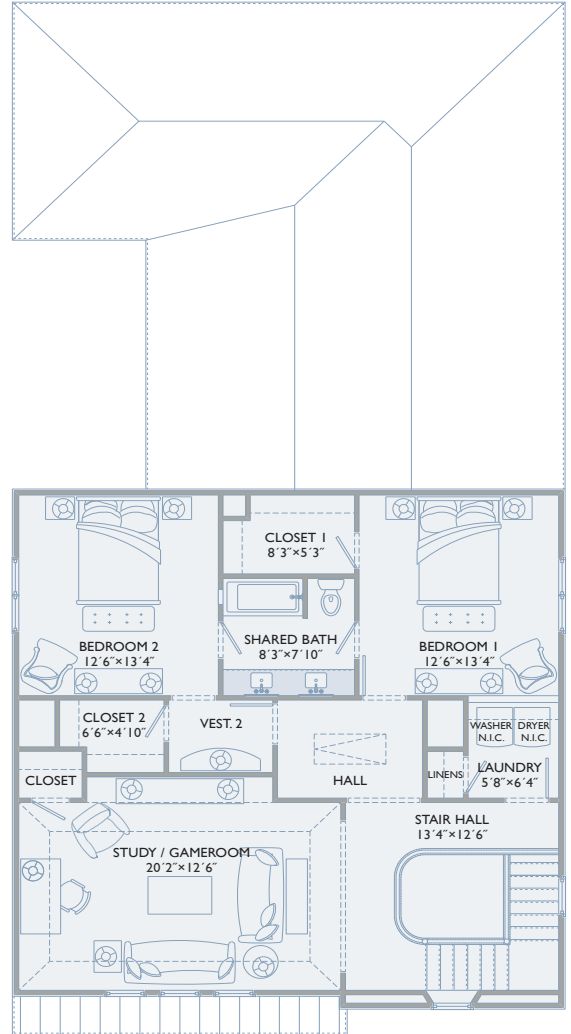 CLOSET 1
8´3˝×5´3˝
SHARED BATH
8´3˝×7´10˝
BEDROOM 2
12´6˝×13´4˝
BEDROOM 1
12´6˝×13´4˝
CLOSET 2
6´6˝×4´10˝
VEST. 2
WASHER
N.I.C.
DRYER
N.I.C.
CLOSET
HALL
LINENS
LAUNDRY
5´8˝×6´4˝
STAIR HALL
13´4˝×12´6˝
STUDY / GAMEROOM
20´2˝×12´6˝